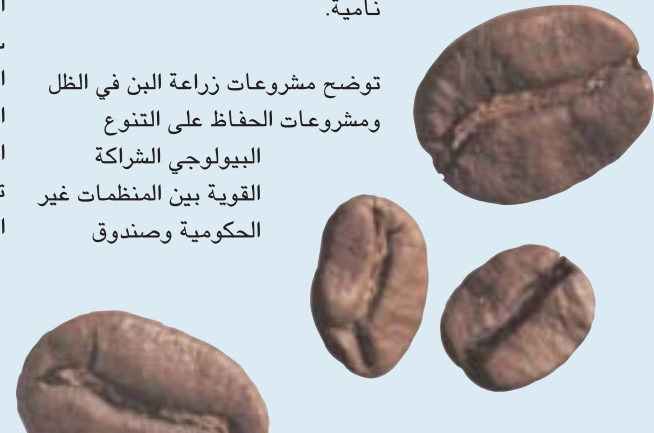 نامية.
توضح مشروعات زراعة البن في الظل
ومشروعات الحفاظ على التنوع
البيولوجي الشراكة
القوية بين المنظمات غير
الحكومية وصندوق